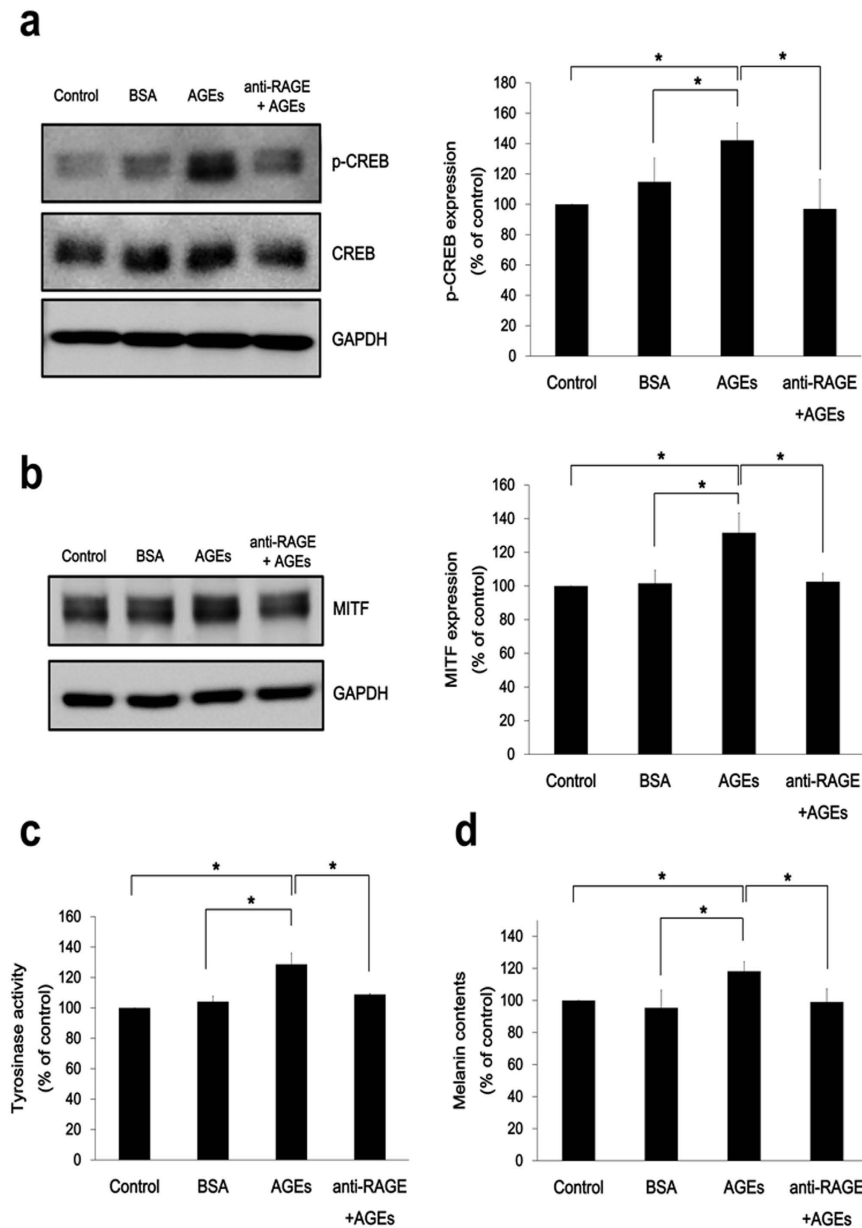 a
Control BSA AGEs anti-RAGE
+ AGEs
p-CREB
CREB
GAPDH
* *
*
p-CREB expression
(% of control)
180
160
140
120
100
80
60
40
20
0
Control BSA AGEs anti-RAGE
+AGEs
b
Control BSA AGEs anti-RAGE
+ AGEs
MITF
GAPDH
* *
*
MITF expression
(% of control)
160
140
120
100
80
60
40
20
0
Control BSA AGEs anti-RAGE
+AGEs
c
* *
*
Tyrosinase activity
(% of control)
160
140
120
100
80
60
40
20
0
Control BSA AGEs anti-RAGE
+AGEs
d
* *
*
Melanin contents
(% of control)
140
120
100
80
60
40
20
0
Control BSA AGEs anti-RAGE
+AGEs